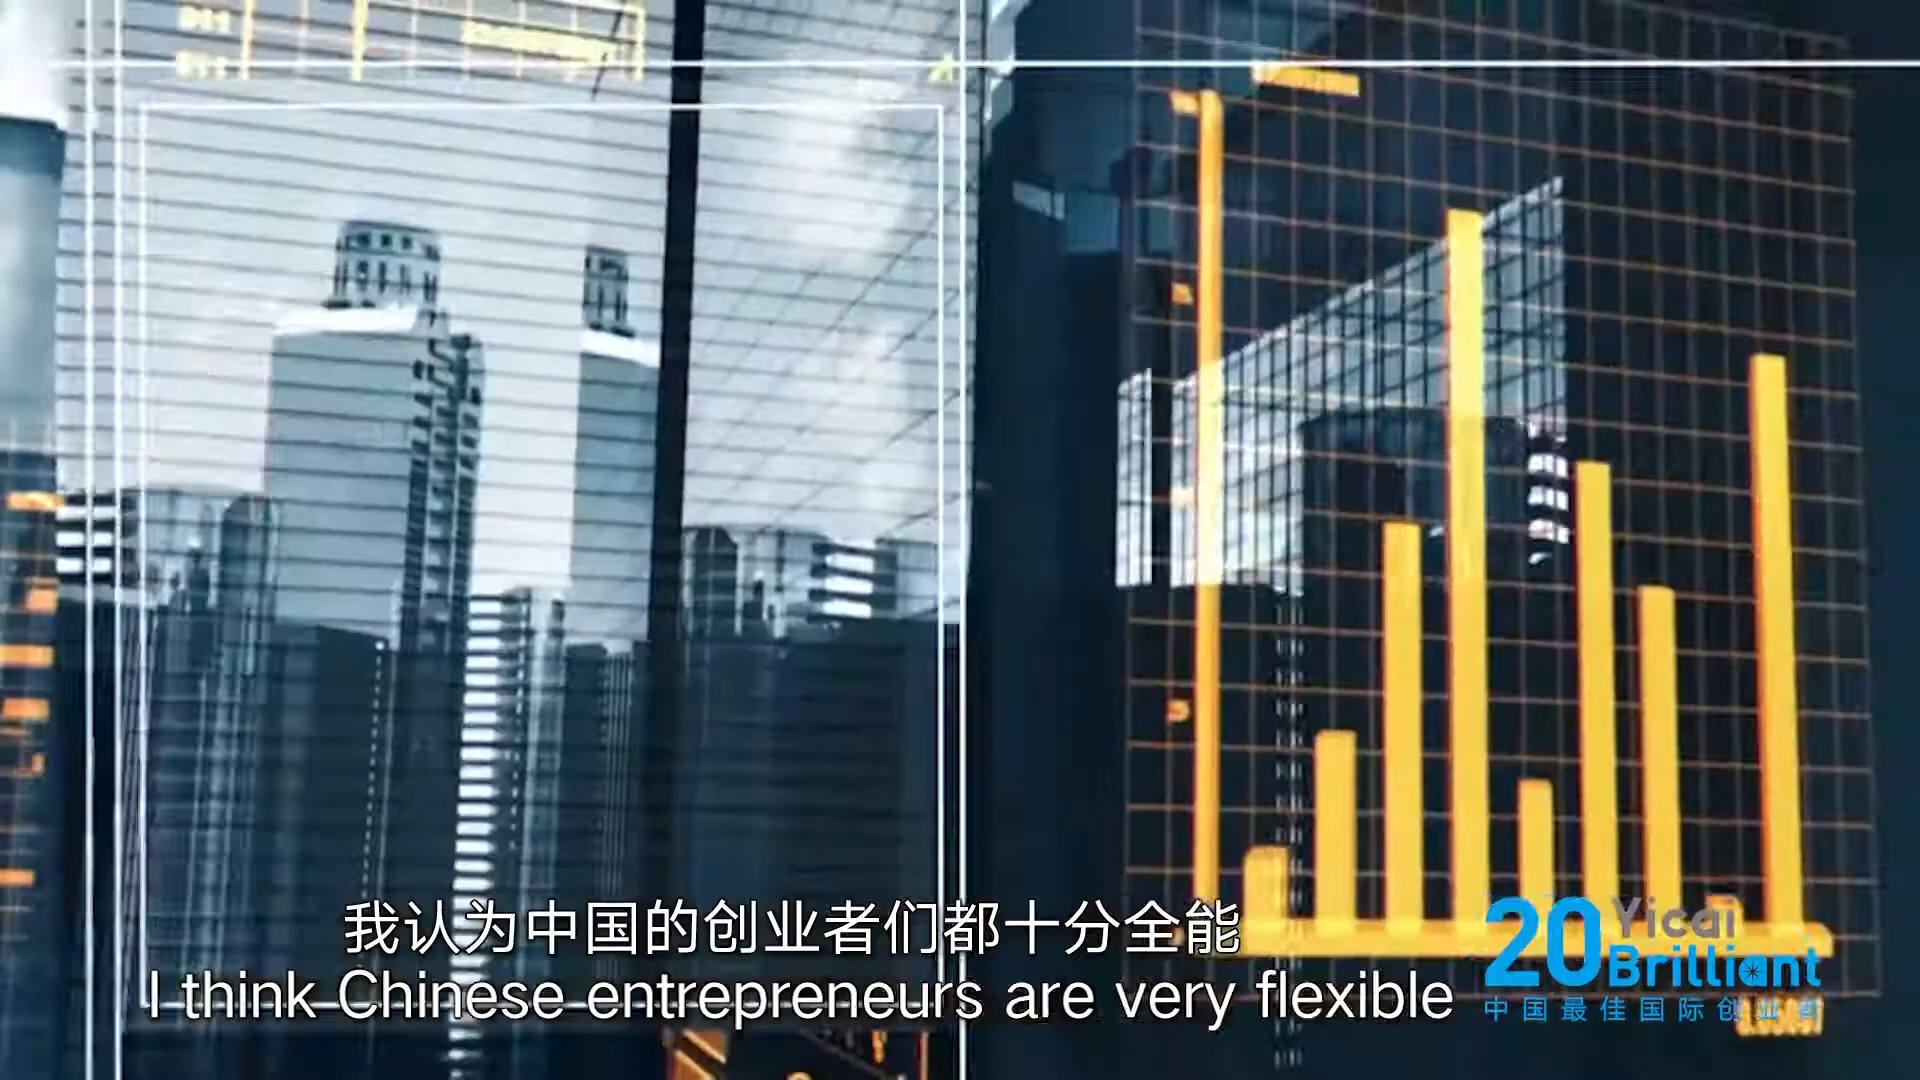 我认为中国的创业者们都十分全能
I think Chinese entrepreneurs are very flexible
20 Yicai
Brilliant
中国最佳国际创业者